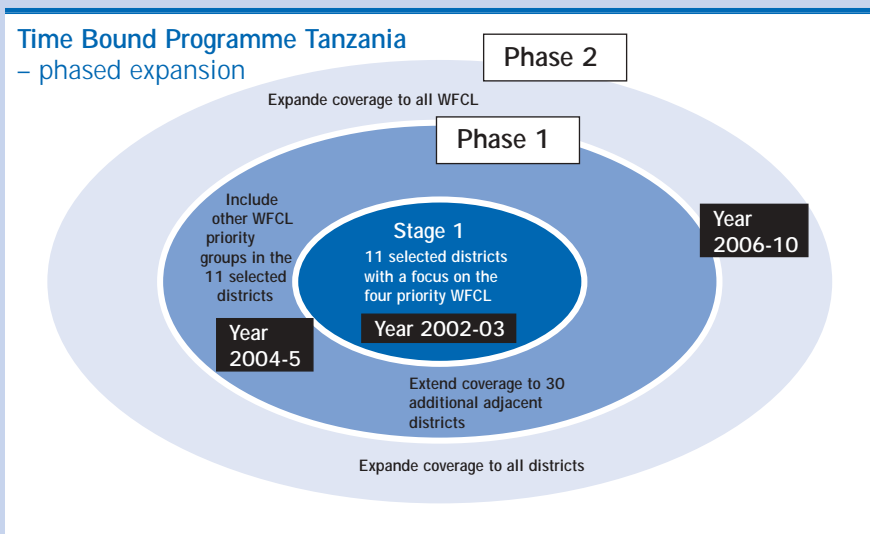 Time Bound Programme Tanzania
– phased expansion
Phase 2
Expande coverage to all WFCL
Phase 1
Include
other WFCL
priority
groups in the
11 selected
districts
Stage 1
11 selected districts
with a focus on the
four priority WFCL
Year 2002-03
Year
2006-10
Year
2004-5
Extend coverage to 30
additional adjacent
districts
Expande coverage to all districts